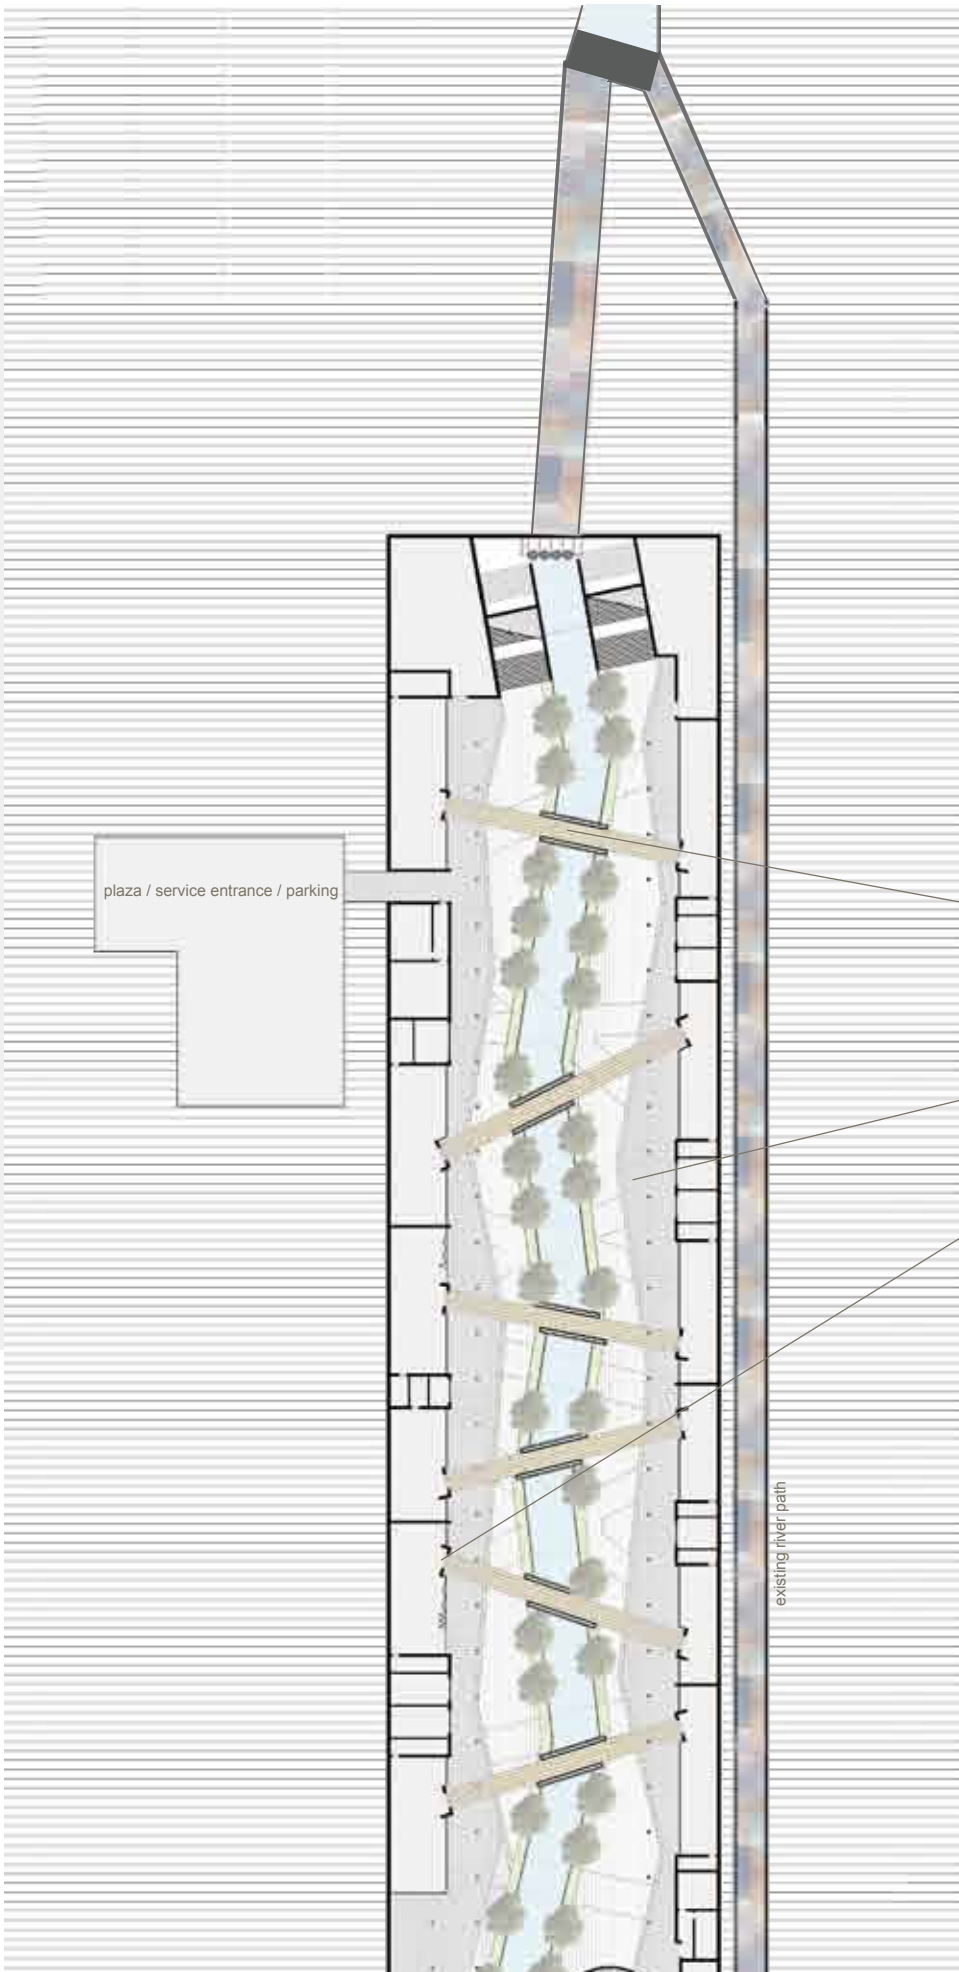 plaza / service entrance / parking
existing river path